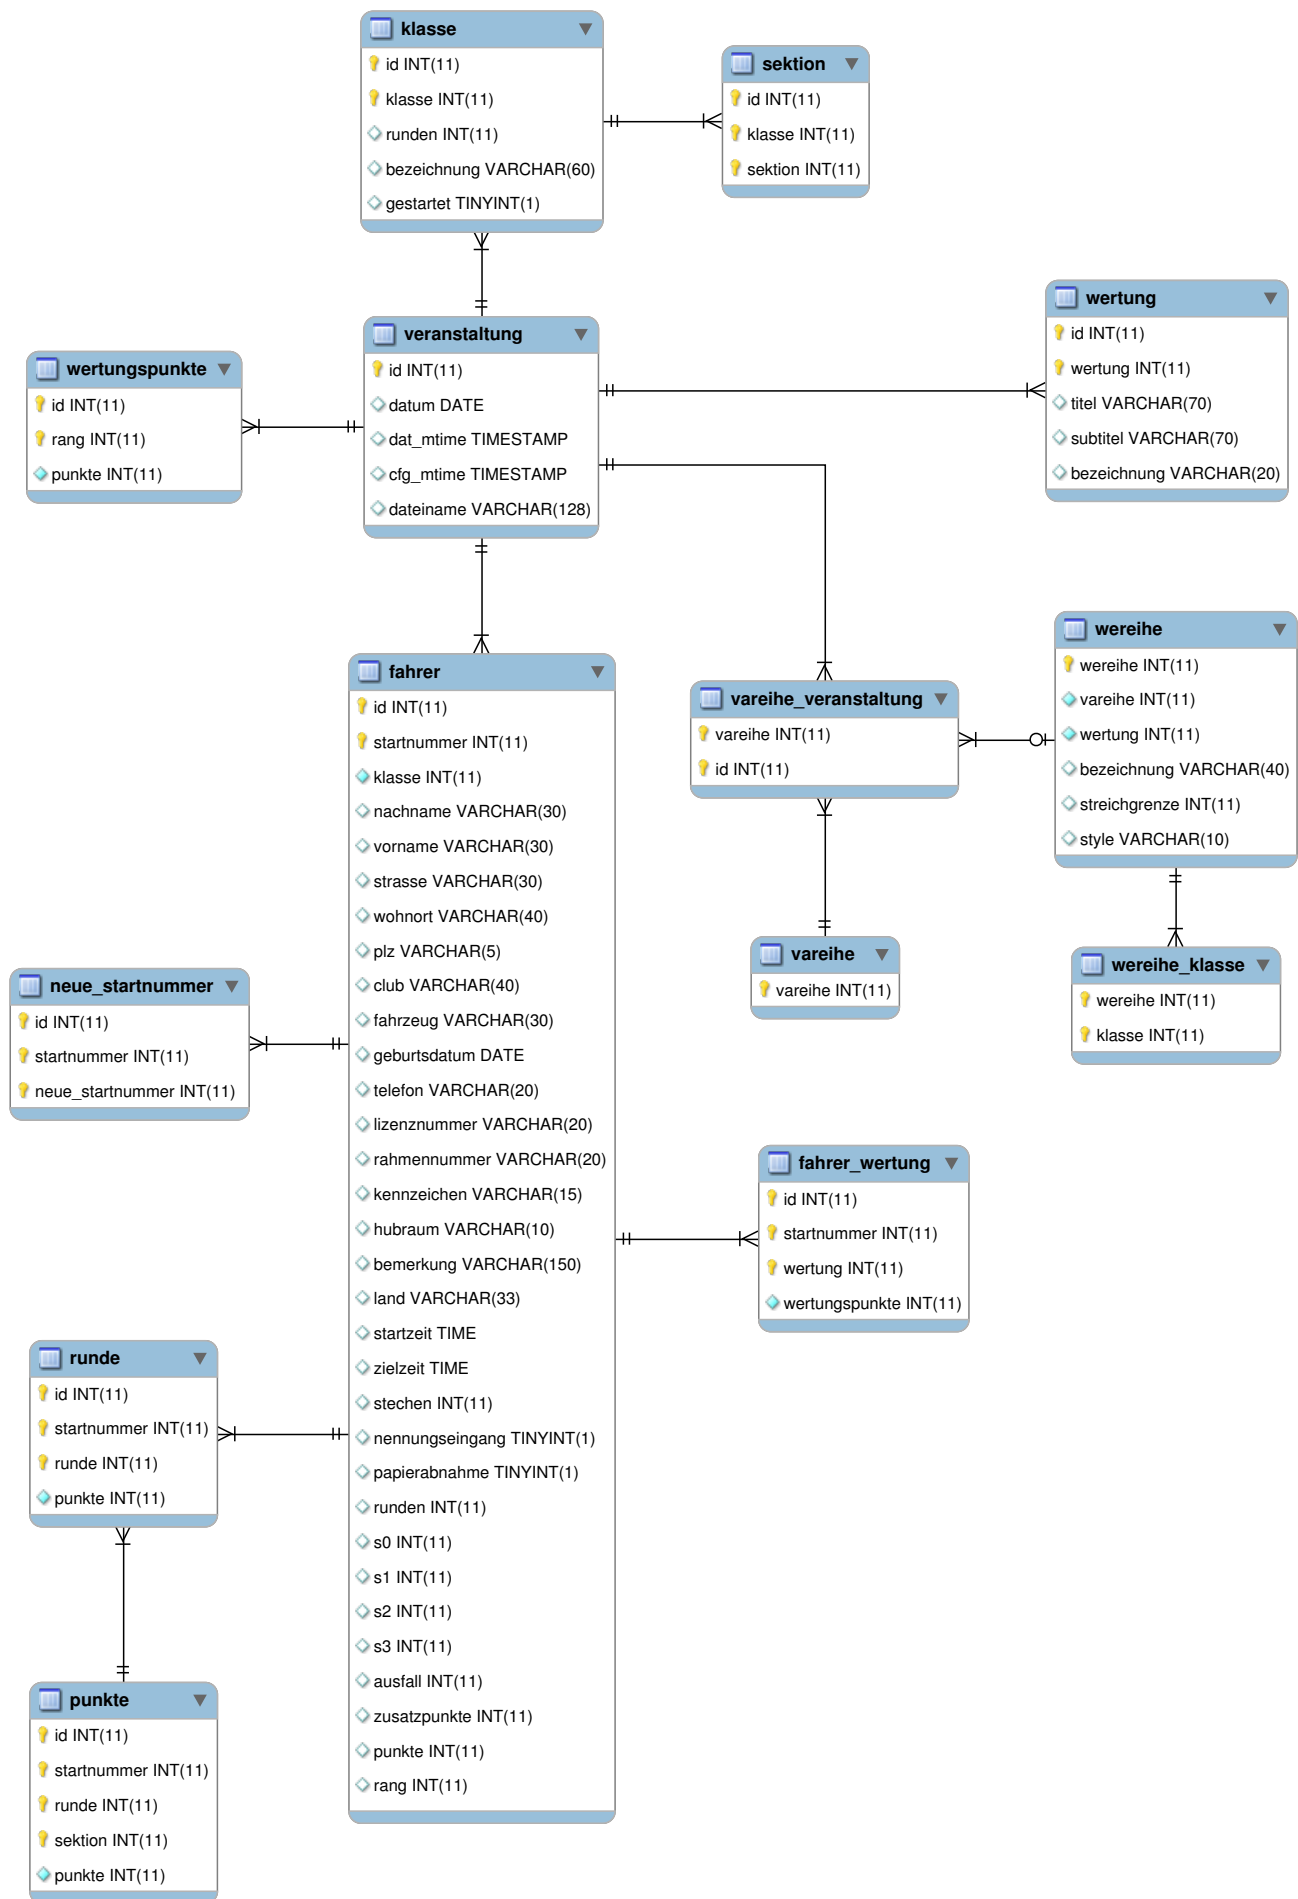 klasse
id INT(11)
klasse INT(11)
runden INT(11)
bezeichnung VARCHAR(60)
gestartet TINYINT(1)
sektion
id INT(11)
klasse INT(11)
sektion INT(11)
wertung
id INT(11)
wertung INT(11)
titel VARCHAR(70)
subtitel VARCHAR(70)
bezeichnung VARCHAR(20)
veranstaltung
id INT(11)
datum DATE
dat_mtime TIMESTAMP
cfg_mtime TIMESTAMP
dateiname VARCHAR(128)
wertungspunkte
id INT(11)
rang INT(11)
punkte INT(11)
wereihe
wereihe INT(11)
vareihe INT(11)
wertung INT(11)
bezeichnung VARCHAR(40)
streichgrenze INT(11)
style VARCHAR(10)
fahrer
id INT(11)
startnummer INT(11)
klasse INT(11)
nachname VARCHAR(30)
vorname VARCHAR(30)
strasse VARCHAR(30)
wohnort VARCHAR(40)
plz VARCHAR(5)
club VARCHAR(40)
fahrzeug VARCHAR(30)
geburtsdatum DATE
telefon VARCHAR(20)
lizenznummer VARCHAR(20)
rahmennummer VARCHAR(20)
kennzeichen VARCHAR(15)
hubraum VARCHAR(10)
bemerkung VARCHAR(150)
land VARCHAR(33)
startzeit TIME
zielzeit TIME
stechen INT(11)
nennungseingang TINYINT(1)
papierabnahme TINYINT(1)
runden INT(11)
s0 INT(11)
s1 INT(11)
s2 INT(11)
s3 INT(11)
ausfall INT(11)
zusatzpunkte INT(11)
punkte INT(11)
rang INT(11)
vareihe_veranstaltung
vareihe INT(11)
id INT(11)
vareihe
vareihe INT(11)
wereihe_klasse
wereihe INT(11)
klasse INT(11)
neue_startnummer
id INT(11)
startnummer INT(11)
neue_startnummer INT(11)
fahrer_wertung
id INT(11)
startnummer INT(11)
wertung INT(11)
wertungspunkte INT(11)
runde
id INT(11)
startnummer INT(11)
runde INT(11)
punkte INT(11)
punkte
id INT(11)
startnummer INT(11)
runde INT(11)
sektion INT(11)
punkte INT(11)